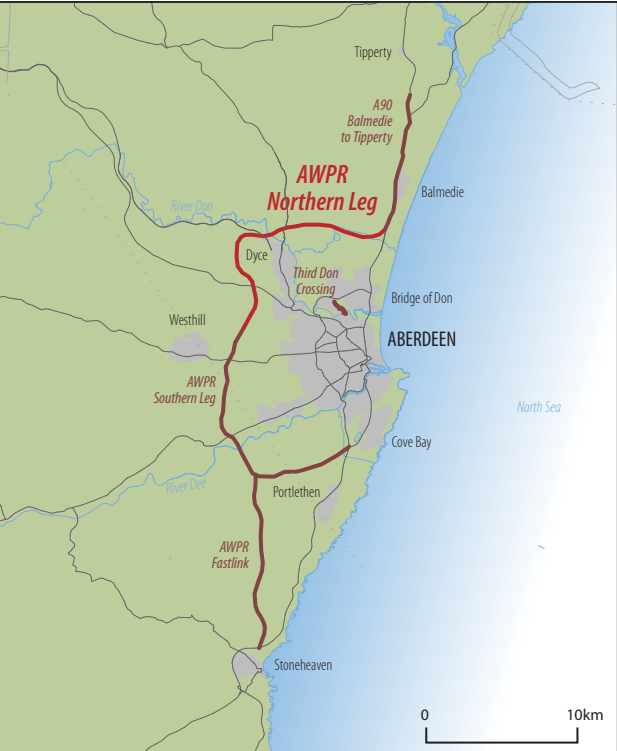 Tipperty
A90
Balmedie
to Tipperty
AWPR
Northern Leg
Balmedie
River Don
Dyce
Third Don
Crossing
Bridge of Don
Westhill
ABERDEEN
AWPR
Southern Leg
North Sea
Cove Bay
River Dee
Portlethen
AWPR
Fastlink
Stoneheaven
0 10km